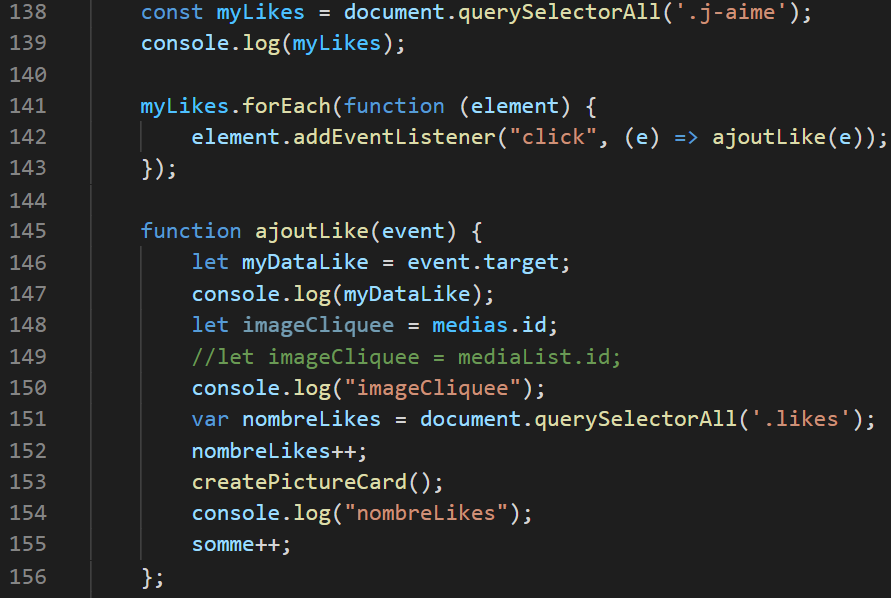 138 const myLikes = document.querySelectorAll('.j-aime');
139 console.log(myLikes);
140
141 myLikes.forEach(function (element) {
142 element.addEventListener("click", (e) => ajoutLike(e));
143 });
144
145 function ajoutLike(event) {
146 let myDataLike = event.target;
147 console.log(myDataLike);
148 let imageCliquee = medias.id;
149 //let imageCliquee = mediaList.id;
150 console.log("imageCliquee");
151 var nombreLikes = document.querySelectorAll('.likes');
152 nombreLikes++;
153 createPictureCard();
154 console.log("nombreLikes");
155 somme++;
156 };